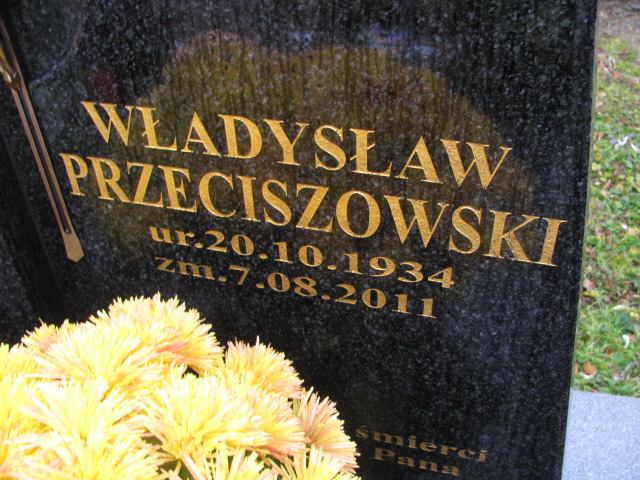 WŁADYSŁAW
PRZECISZOWSKI
ur.20.10.1934
zm.7.08.2011
śmierci
Pana